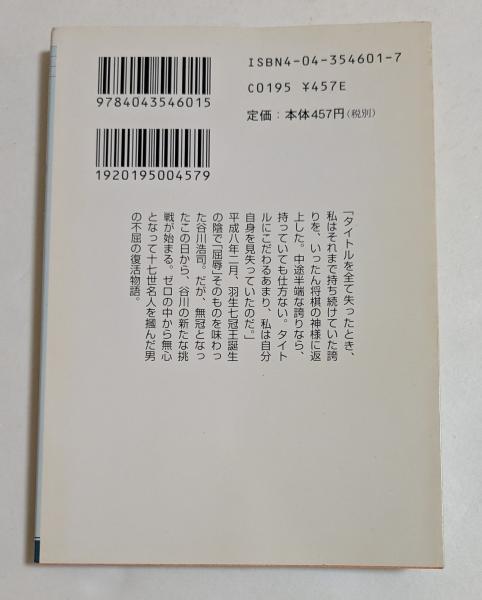 ISBN4-04-354601-7
C0195 ¥457E
定価：本体457円（税別）
9784043546015
1920195004579
「タイトルを全て失ったとき、
私はそれまで持ち続けていた誇
りを、いったん将棋の神様に返
上した。中途半端な誇りなら、
持っていても仕方ない。タイト
ルにこだわるあまり、私は自分
自身を見失っていたのだ。」
平成八年二月、羽生七冠王誕生
の陰で「屈辱」そのものを味わっ
た谷川浩司。だが、無冠となっ
たこの日から、谷川の新たな挑
戦が始まる。ゼロの中から無心
となって十七世名人を摑んだ男
の不屈の復活物語。